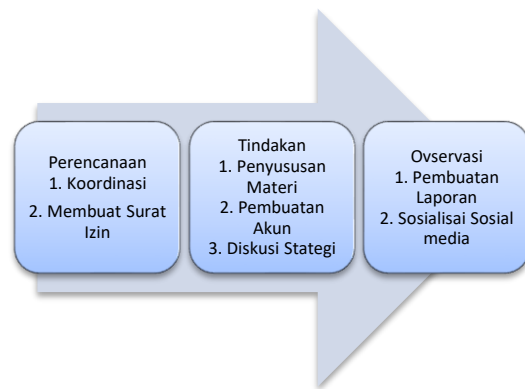 Perencanaan
1. Koordinasi
2. Membuat Surat
Izin
Tindakan
1. Penyususan
Materi
2. Pembuatan
Akun
3. Diskusi Stategi
Ovservasi
1. Pembuatan
Laporan
2. Sosialisai Sosial
media